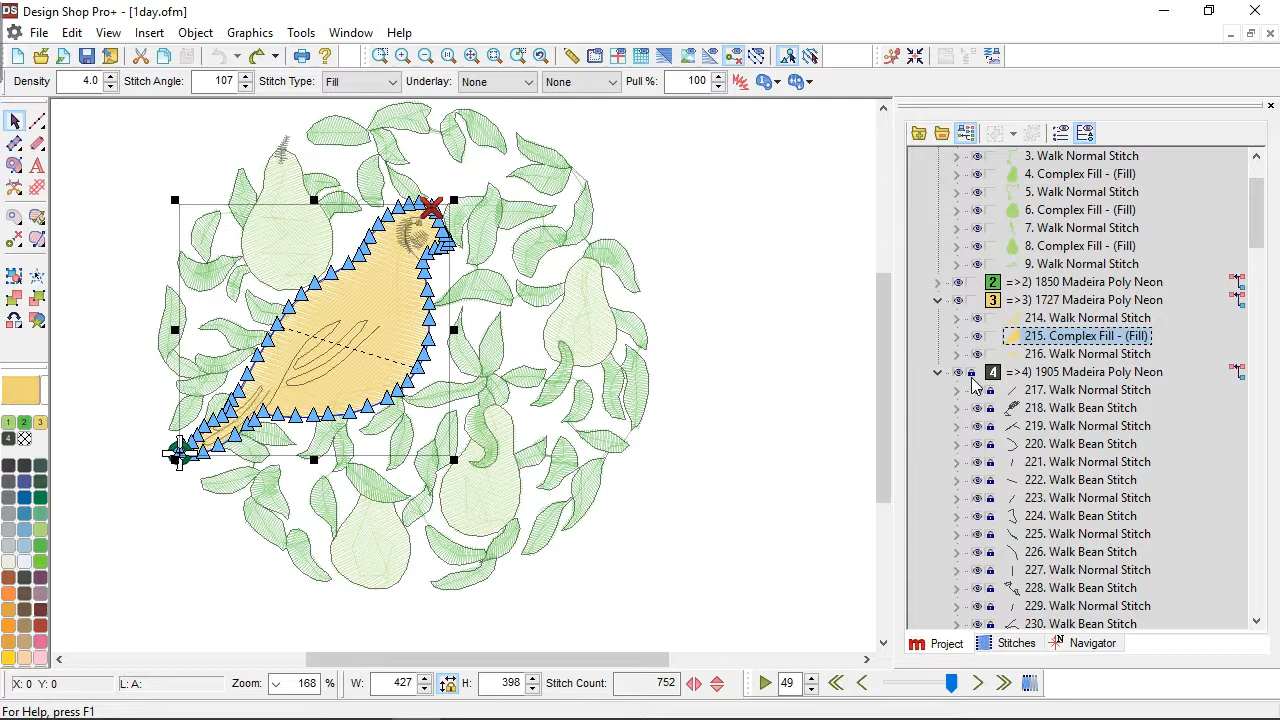 DS Design Shop Pro+ - [1day.ofm]
File Edit View Insert Object Graphics Tools Window Help
Density 4.0 Stitch Angle: 107 Stitch Type: Fill Underlay: None None Pull %: 100
3. Walk Normal Stitch
4. Complex Fill - (Fill)
5. Walk Normal Stitch
6. Complex Fill - (Fill)
7. Walk Normal Stitch
8. Complex Fill - (Fill)
9. Walk Normal Stitch
2 =>2) 1850 Madeira Poly Neon
3 =>3) 1727 Madeira Poly Neon
214. Walk Normal Stitch
215. Complex Fill - (Fill)
216. Walk Normal Stitch
4 =>4) 1905 Madeira Poly Neon
217. Walk Normal Stitch
218. Walk Bean Stitch
219. Walk Normal Stitch
220. Walk Bean Stitch
221. Walk Normal Stitch
222. Walk Bean Stitch
223. Walk Normal Stitch
224. Walk Bean Stitch
225. Walk Normal Stitch
226. Walk Bean Stitch
227. Walk Normal Stitch
228. Walk Bean Stitch
229. Walk Normal Stitch
230. Walk Bean Stitch
1 2 3
4
m Project Stitches N Navigator
X: 0 Y: 0 L: A: Zoom: 168 % W: 427 H: 398 Stitch Count: 752 49
For Help, press F1